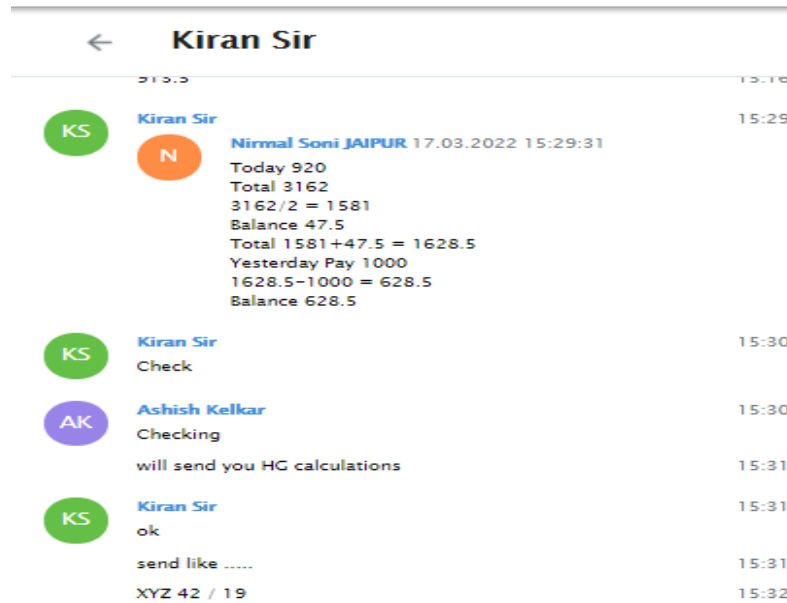 Kiran Sir
913.5 15:16
KS
Kiran Sir 15:29
N
Nirmal Soni JAIPUR 17.03.2022 15:29:31
Today 920
Total 3162
3162/2 = 1581
Balance 47.5
Total 1581+47.5 = 1628.5
Yesterday Pay 1000
1628.5-1000 = 628.5
Balance 628.5
KS
Kiran Sir 15:30
Check
AK
Ashish Kelkar 15:30
Checking
will send you HG calculations 15:31
KS
Kiran Sir 15:31
ok
send like ..... 15:31
XYZ 42 / 19 15:32